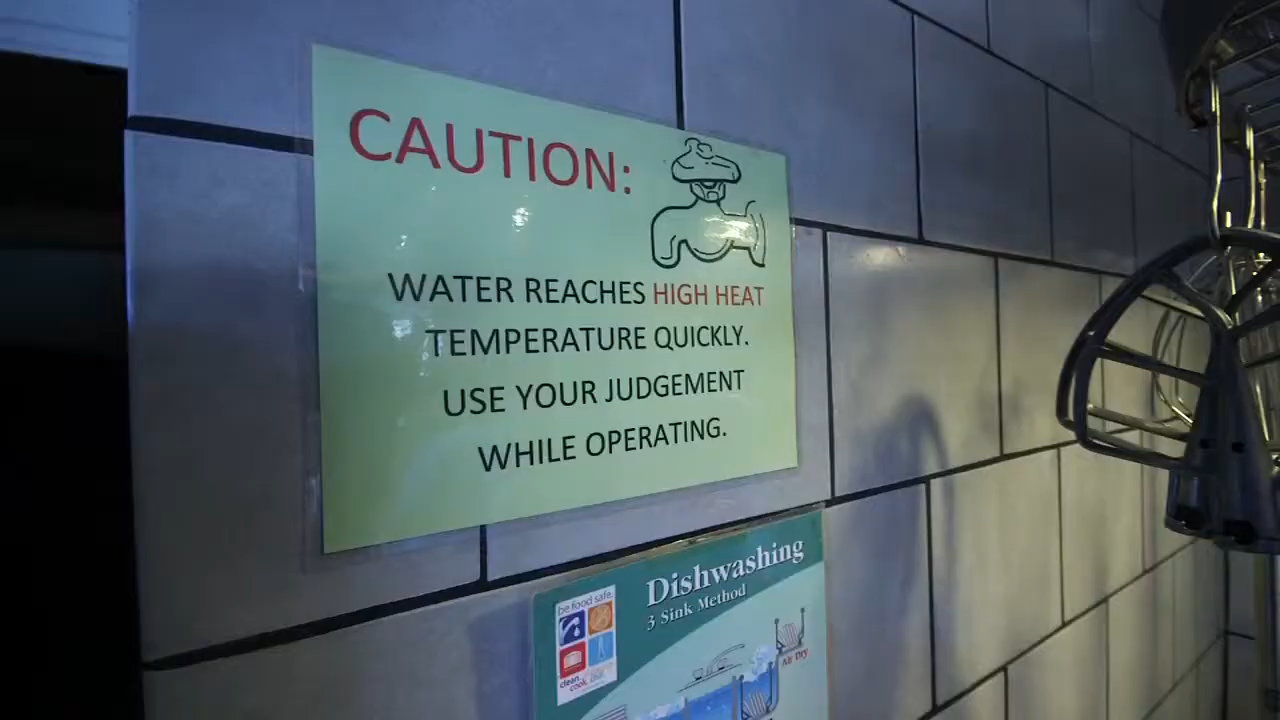 CAUTION:
WATER REACHES HIGH HEAT
TEMPERATURE QUICKLY.
USE YOUR JUDGEMENT
WHILE OPERATING.
be food safe.
Dishwashing
3 Sink Method
Air Dry
clean
cook